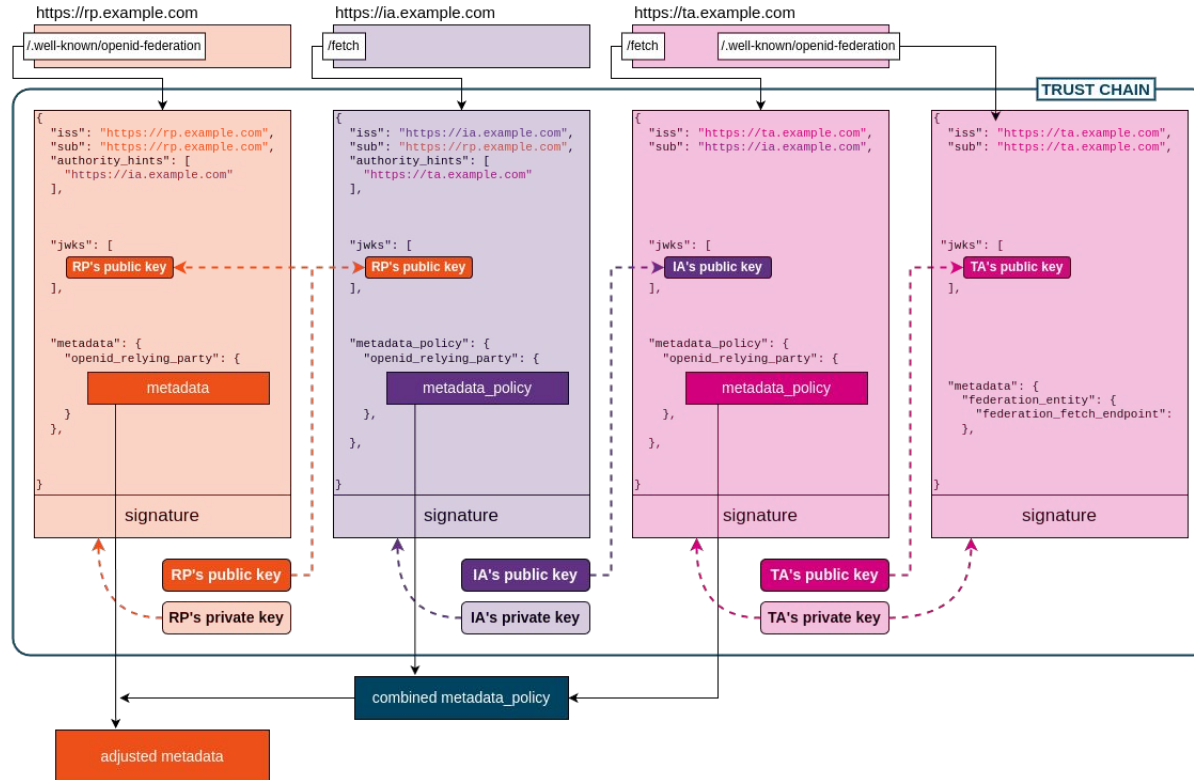 https://rp.example.com
/.well-known/openid-federation
https://ia.example.com
/fetch
https://ta.example.com
/fetch
/.well-known/openid-federation
TRUST CHAIN
{
"iss": "https://rp.example.com",
"sub": "https://rp.example.com",
"authority_hints": [
"https://ia.example.com"
],
"jwks": [
RP's public key
],
"metadata": {
"openid_relying_party": {
metadata
}
},
}
signature
{
"iss": "https://ia.example.com",
"sub": "https://rp.example.com",
"authority_hints": [
"https://ta.example.com"
],
"jwks": [
RP's public key
],
"metadata_policy": {
"openid_relying_party": {
metadata_policy
},
},
}
signature
{
"iss": "https://ta.example.com",
"sub": "https://ia.example.com",
"jwks": [
IA's public key
],
"metadata_policy": {
"openid_relying_party": {
metadata_policy
},
},
}
signature
{
"iss": "https://ta.example.com",
"sub": "https://ta.example.com",
"jwks": [
TA's public key
],
"metadata": {
"federation_entity": {
"federation_fetch_endpoint":
},
}
signature
RP's public key
RP's private key
IA's public key
IA's private key
TA's public key
TA's private key
combined metadata_policy
adjusted metadata